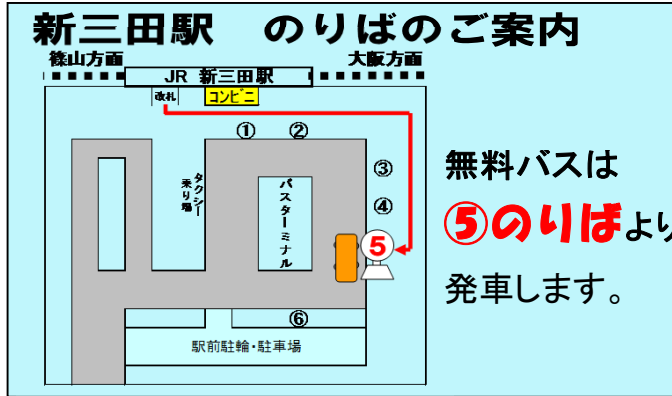 新三田駅 のりばのご案内
篠山方面
大阪方面
JR 新三田駅
改札
コンビニ
①
②
③
④
タクシー
乗り場
バスターミナル
5
⑥
駅前駐輪・駐車場
無料バスは
⑤のりばより
発車します。